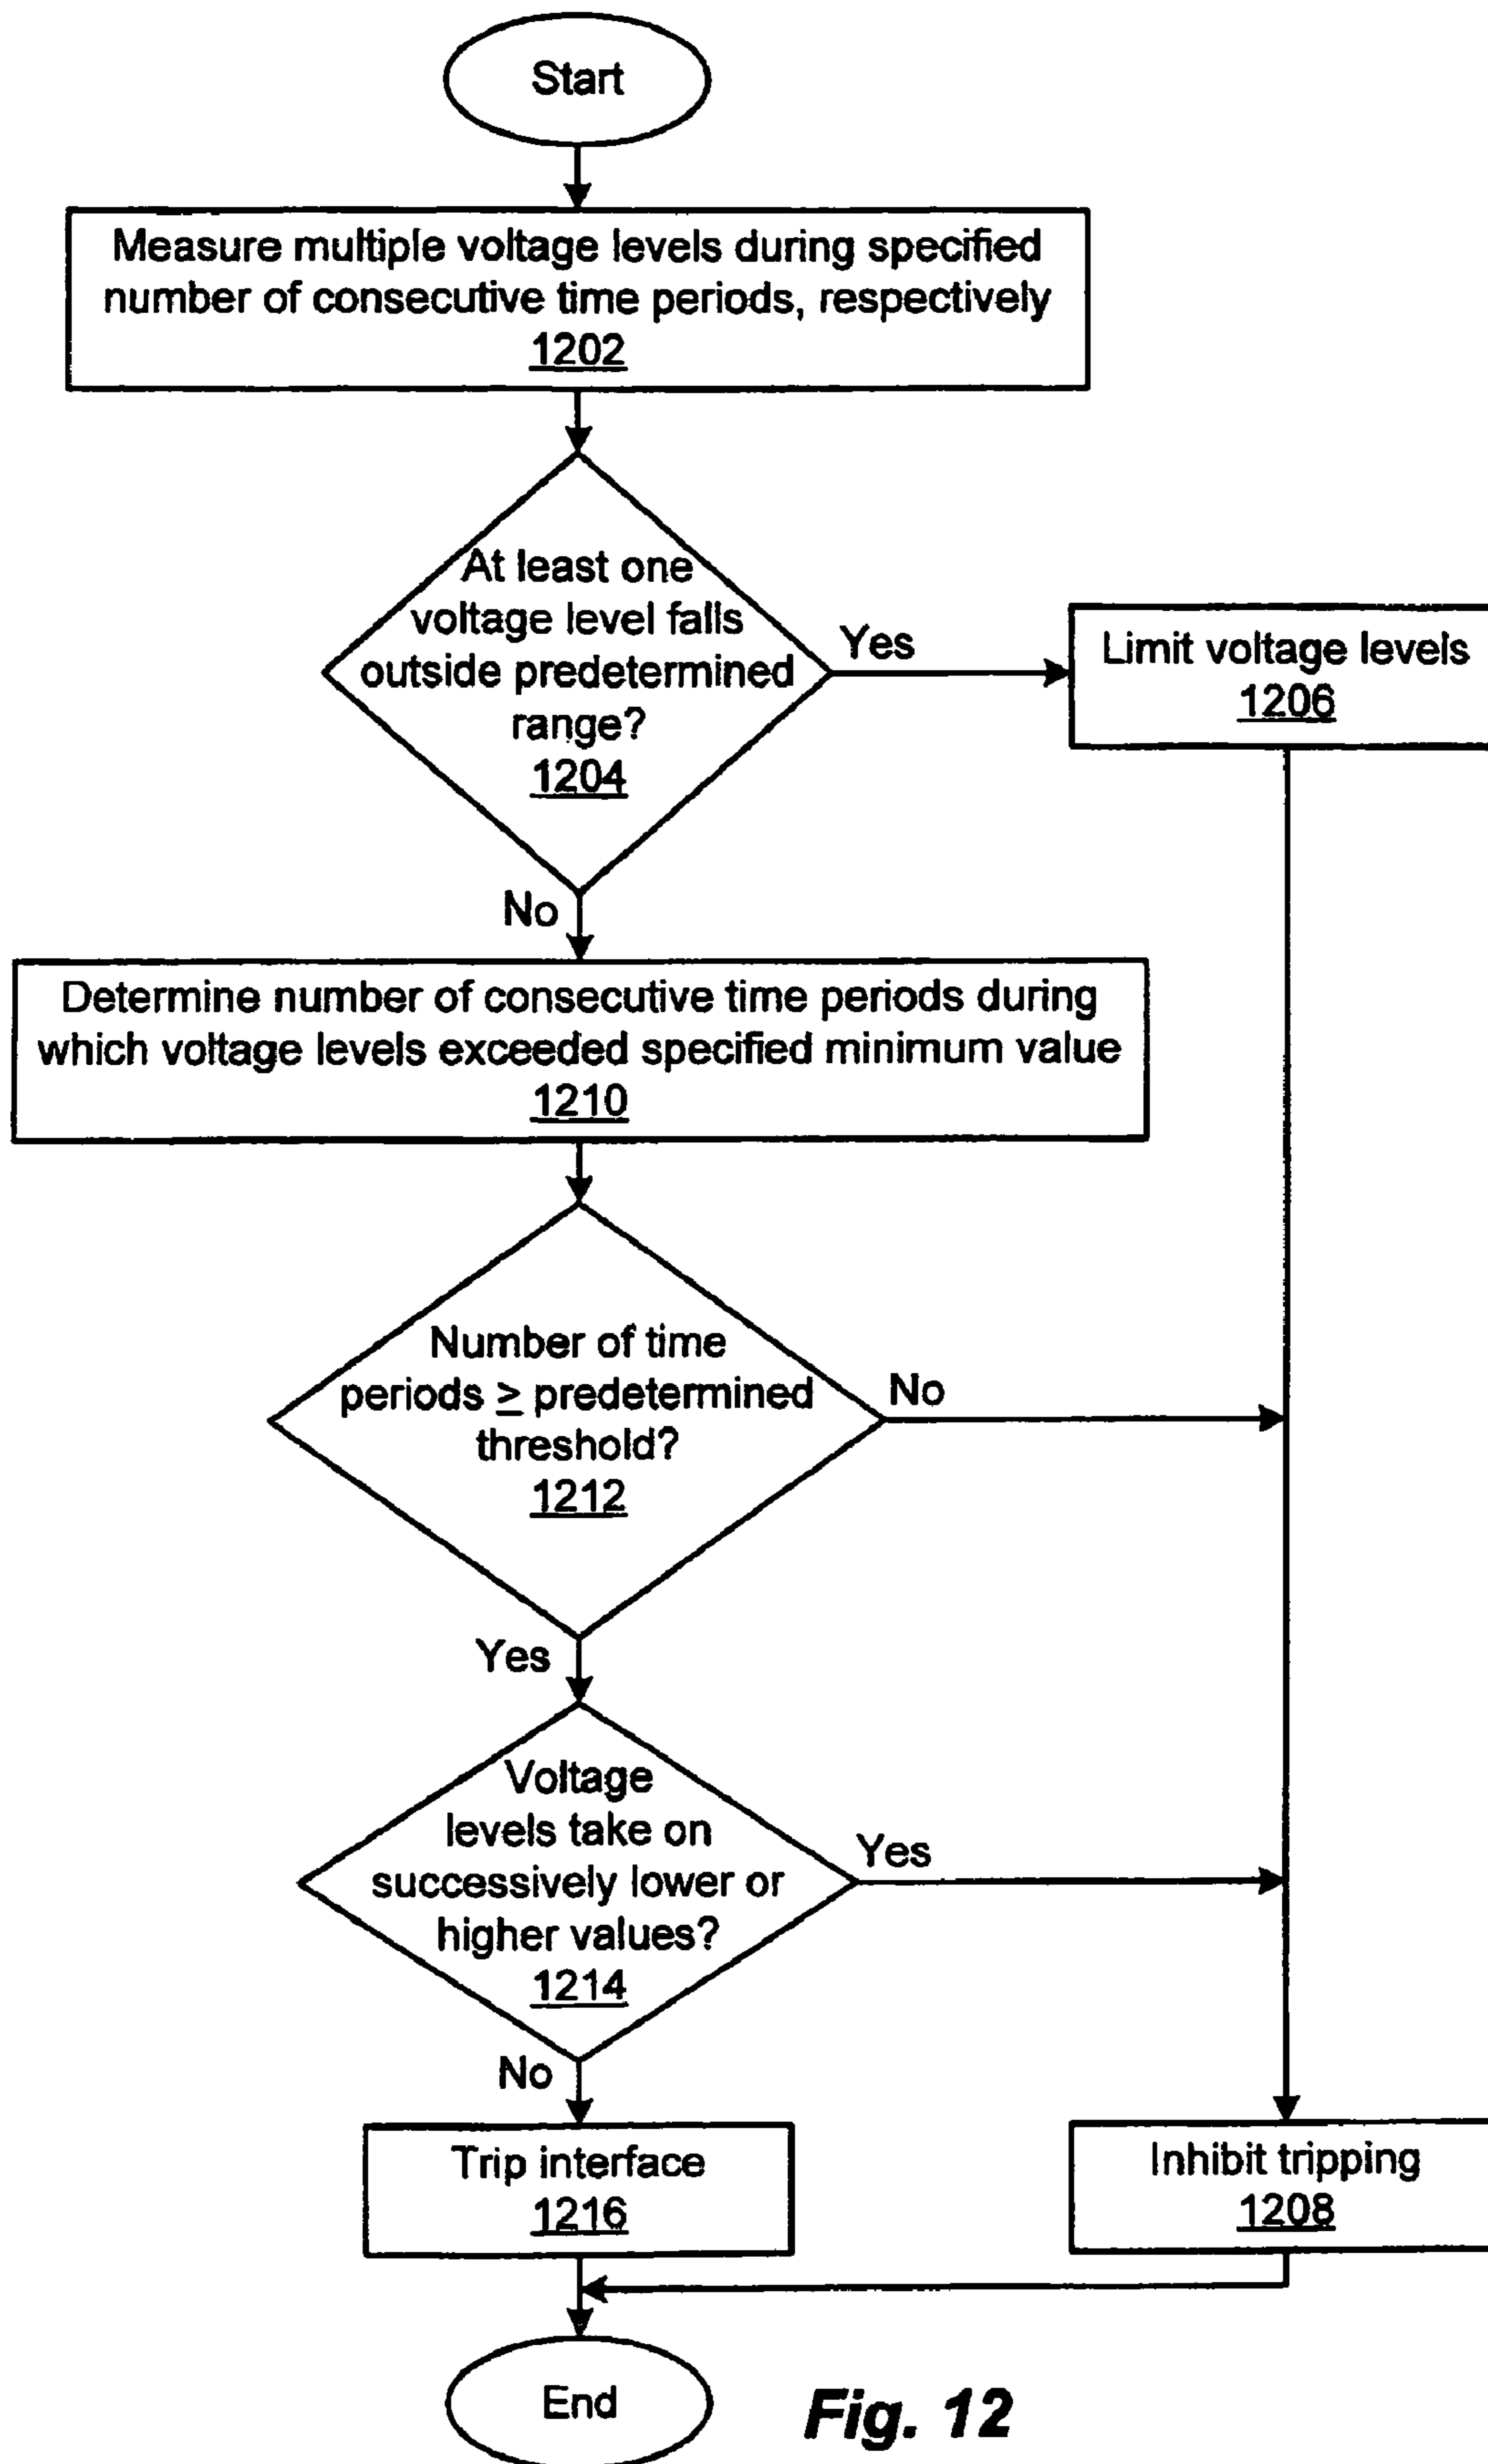 Start
Measure multiple voltage levels during specified
number of consecutive time periods, respectively
1202
At least one
voltage level falls
outside predetermined
range?
1204
Yes
Limit voltage levels
1206
No
Determine number of consecutive time periods during
which voltage levels exceeded specified minimum value
1210
Number of time
periods ≥ predetermined
threshold?
1212
No
Yes
Voltage
levels take on
successively lower or
higher values?
1214
Yes
No
Trip interface
1216
Inhibit tripping
1208
End
Fig. 12